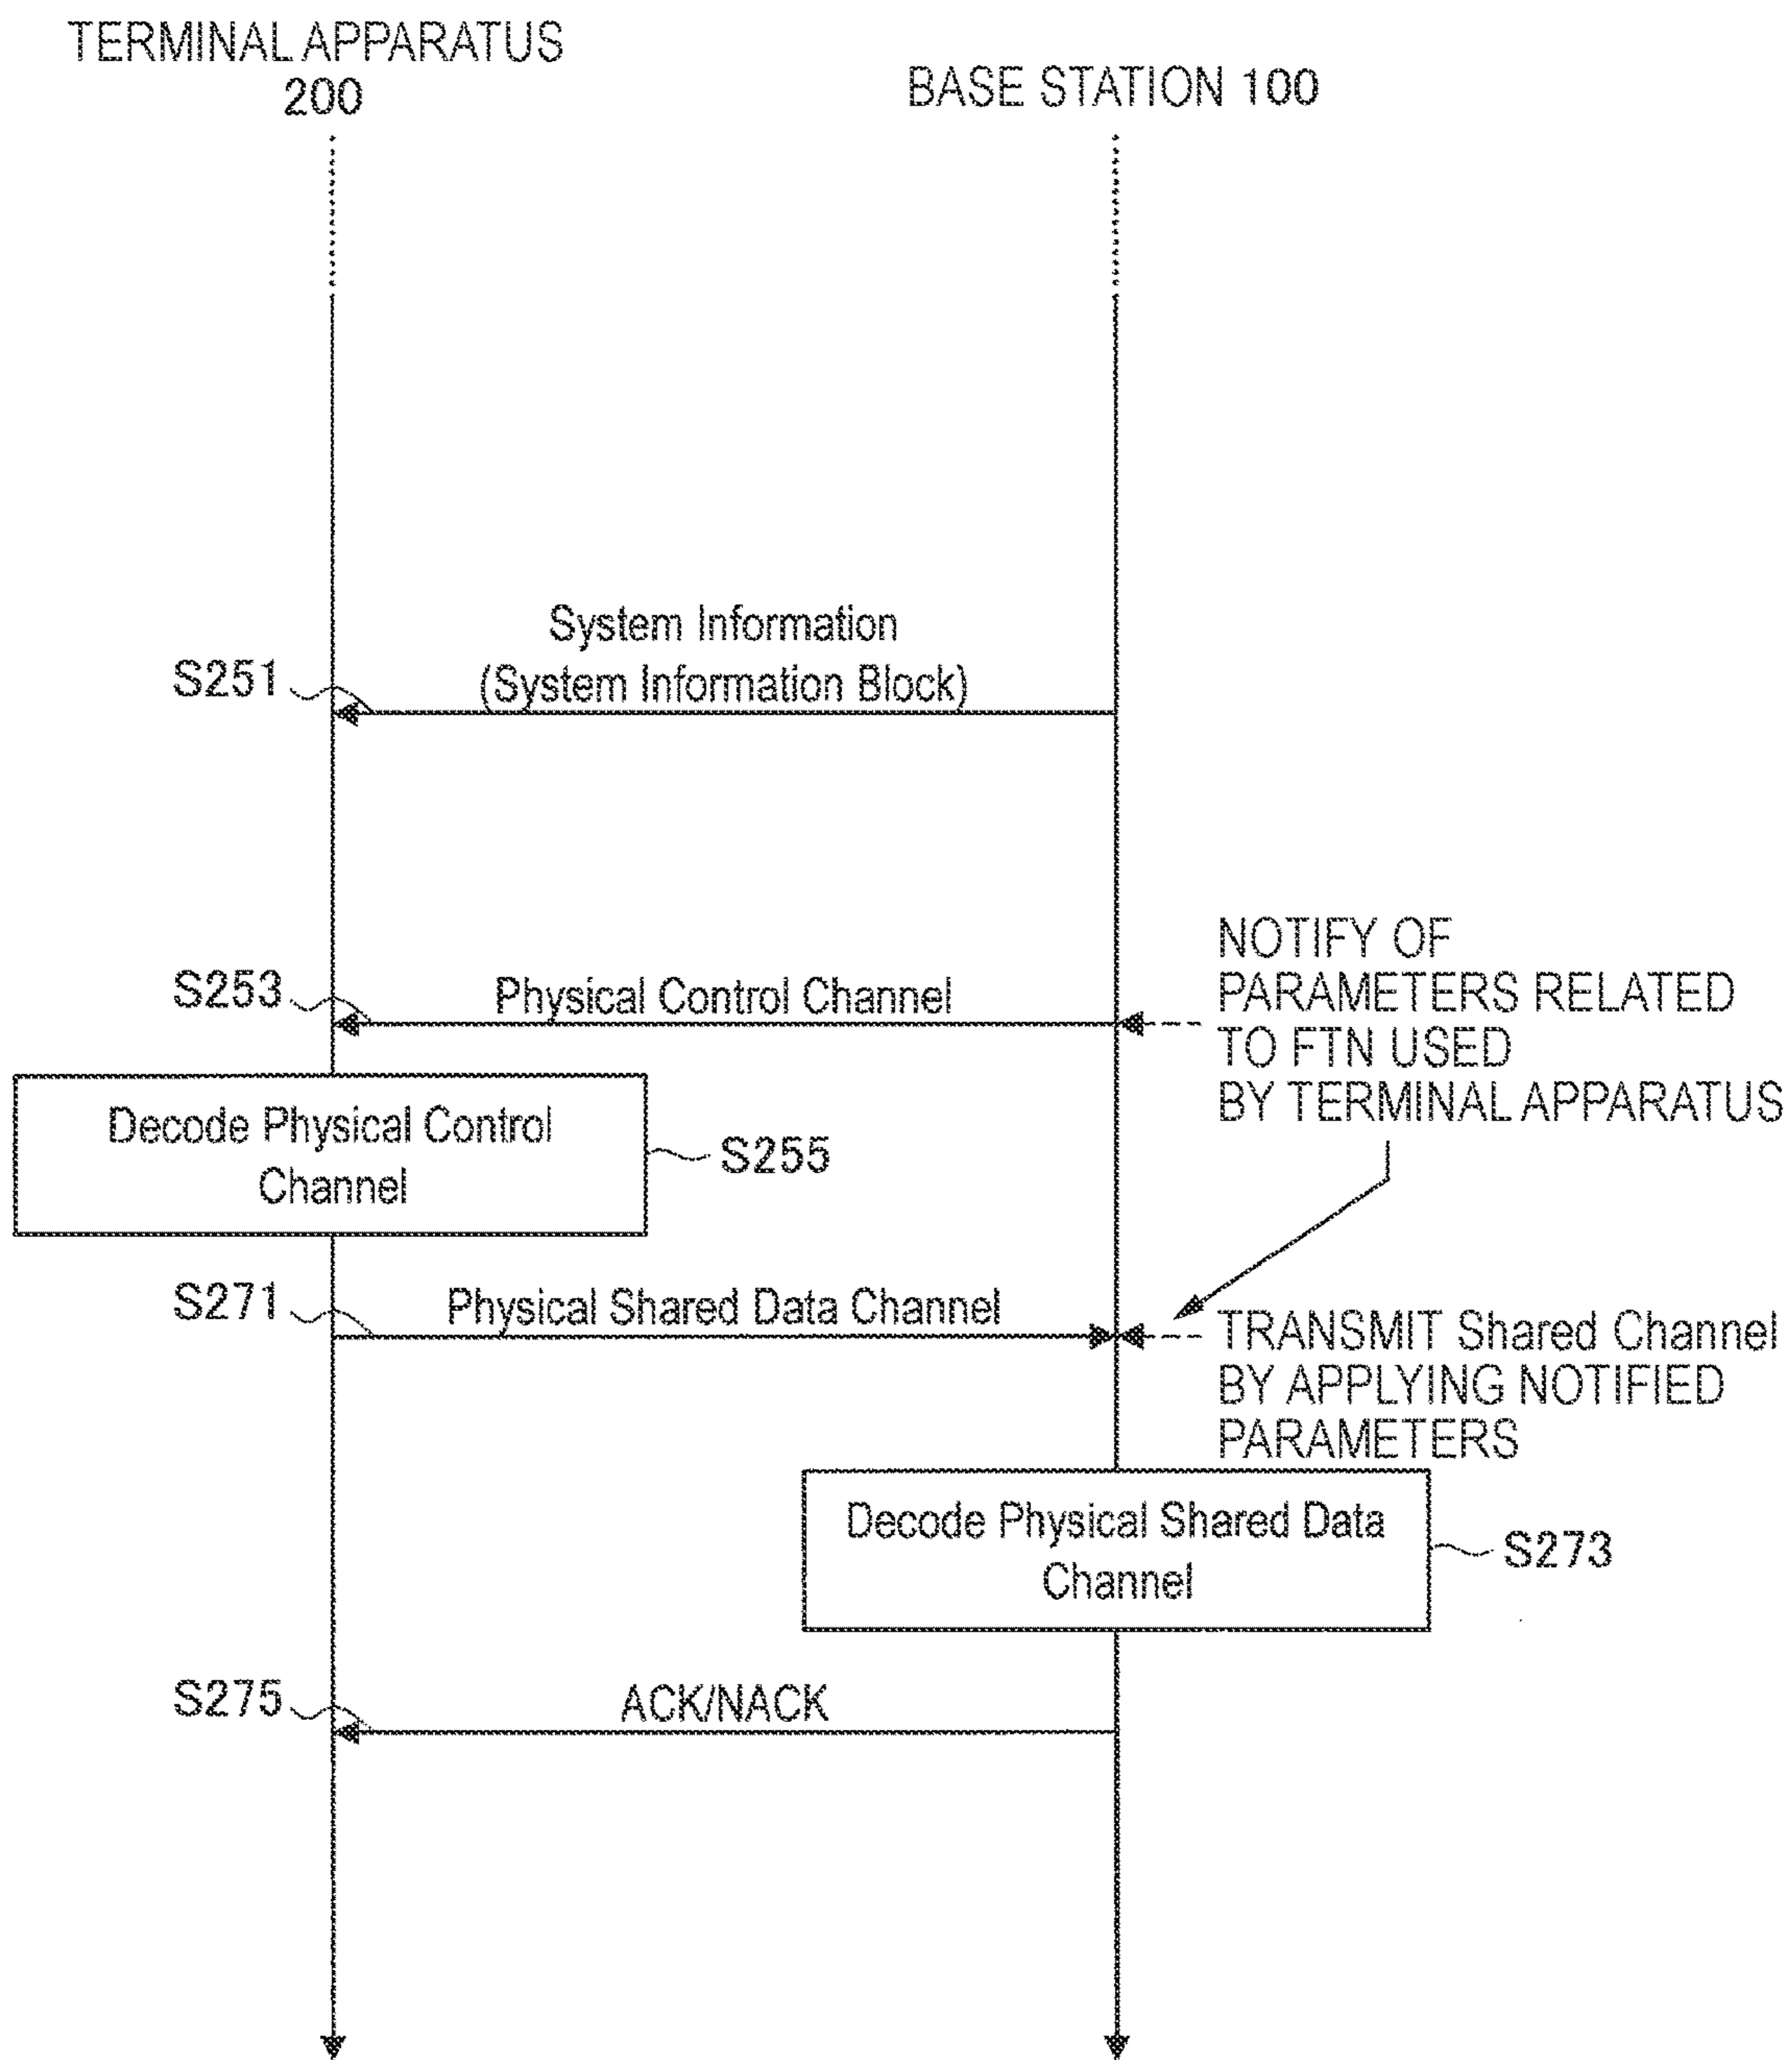 TERMINAL APPARATUS
200
BASE STATION 100
System Information
(System Information Block)
S251
NOTIFY OF
PARAMETERS RELATED
TO FTN USED
BY TERMINAL APPARATUS
S253
Physical Control Channel
Decode Physical Control
Channel
S255
S271
Physical Shared Data Channel
TRANSMIT Shared Channel
BY APPLYING NOTIFIED
PARAMETERS
Decode Physical Shared Data
Channel
S273
S275
ACK/NACK